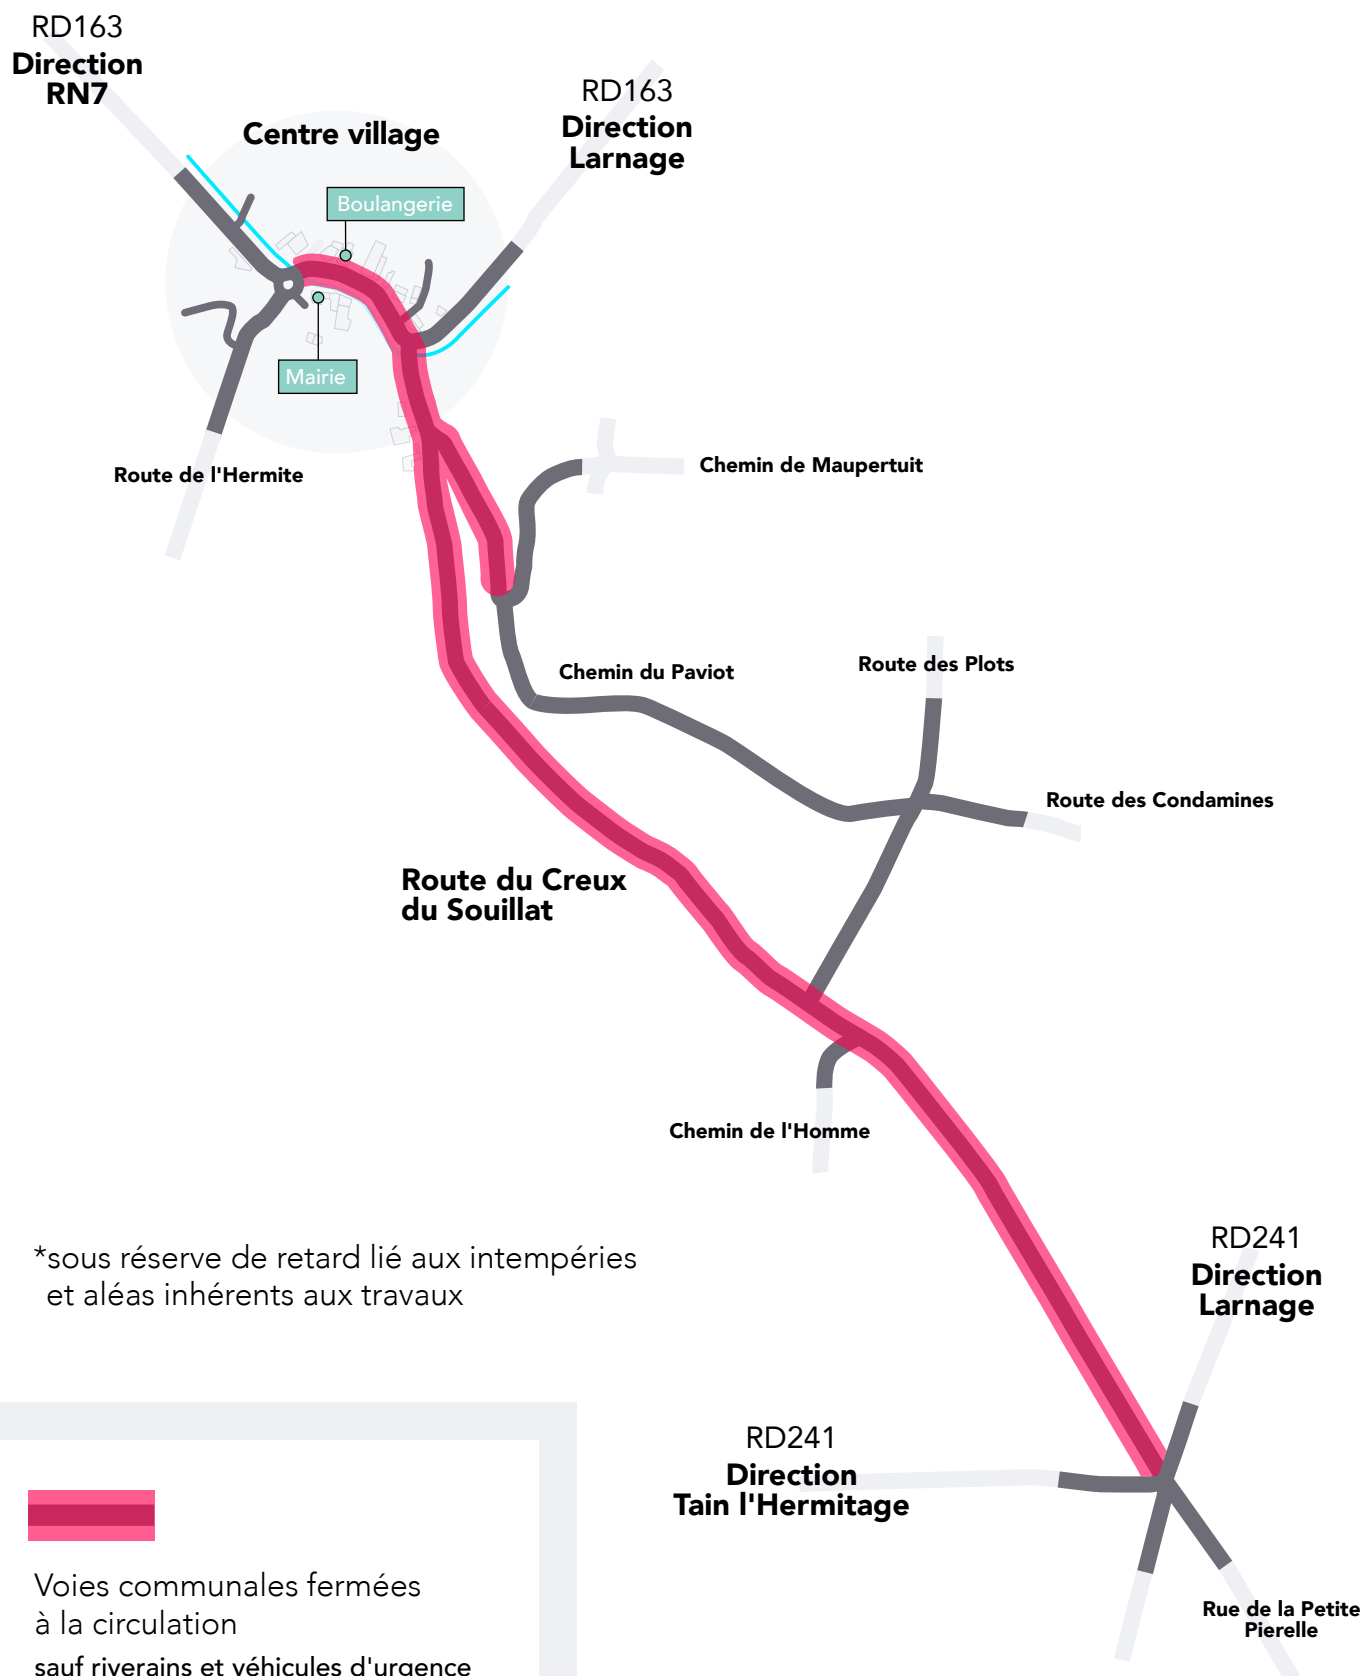 RD163
Direction
RN7
RD163
Direction
Larnage
Centre village
Boulangerie
Mairie
Route de l'Hermite
Chemin de Maupertuit
Chemin du Paviot
Route des Plots
Route des Condamines
Route du Creux
du Souillat
Chemin de l'Homme
*sous réserve de retard lié aux intempéries
et aléas inhérents aux travaux
RD241
Direction
Larnage
RD241
Direction
Tain l'Hermitage
Rue de la Petite
Pierelle
Voies communales fermées
à la circulation
sauf riverains et véhicules d'urgence